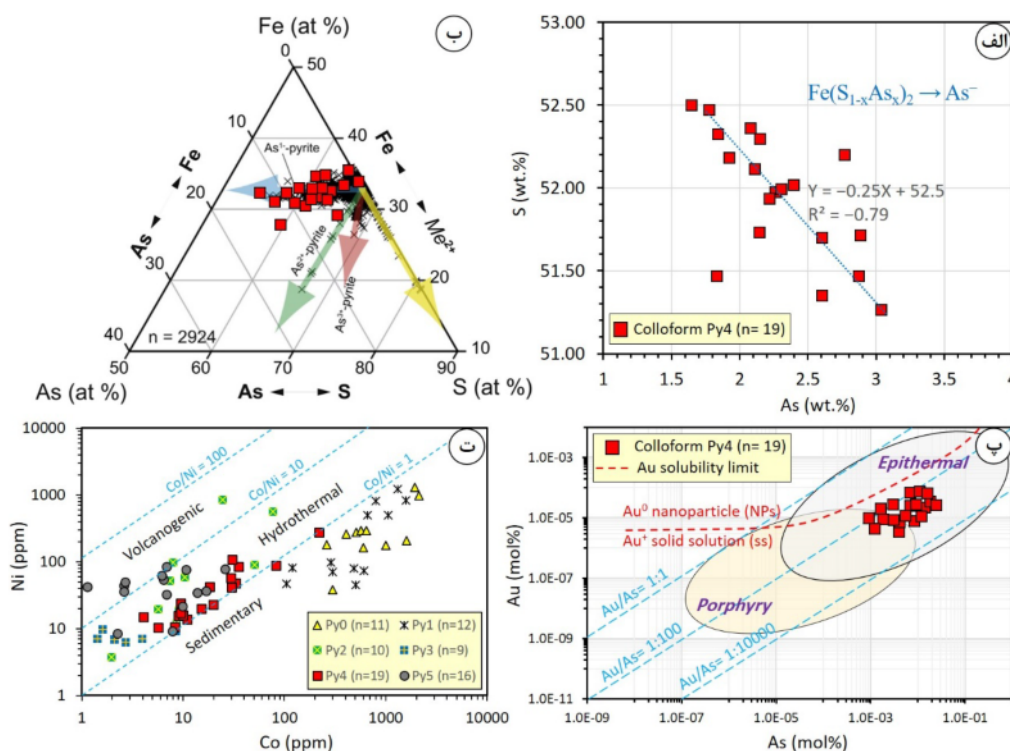 Fe (at %)
ب
0
50
10
40
Fe
Fe
As¹⁻-pyrite
20
30
Me²⁺
As
As²⁺-pyrite
As³⁺-pyrite
30
20
n = 2924
40
10
50
60
70
80
90
As (at %)
As
S
S (at %)
الف
53.00
52.50
52.00
51.50
51.00
S (wt.%)
Fe(S₁₋ₓAsₓ)₂ → As⁻
Y = −0.25X + 52.5
R² = −0.79
Colloform Py4 (n= 19)
1
1.5
2
2.5
3
3.5
4
As (wt.%)
ت
10000
1000
100
10
1
Ni (ppm)
Co/Ni = 100
Co/Ni = 10
Co/Ni = 1
Volcanogenic
Hydrothermal
Sedimentary
Py0 (n=11)
Py1 (n=12)
Py2 (n=10)
Py3 (n=9)
Py4 (n=19)
Py5 (n=16)
1
10
100
1000
10000
Co (ppm)
پ
Colloform Py4 (n= 19)
Au solubility limit
1.0E-03
1.0E-05
1.0E-07
1.0E-09
1.0E-11
Au (mol%)
Epithermal
Au⁰ nanoparticle (NPs)
Au⁺ solid solution (ss)
Porphyry
Au/As= 1:1
Au/As= 1:100
Au/As= 1:10000
1.0E-09
1.0E-07
1.0E-05
1.0E-03
1.0E-01
As (mol%)